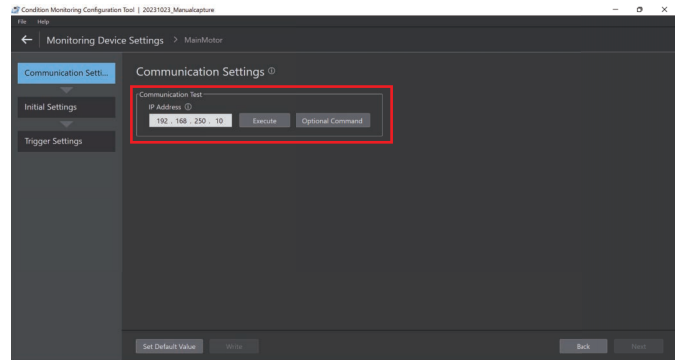 Condition Monitoring Configuration Tool | 20231023_Manualcapture
File Help
Monitoring Device Settings > MainMotor
Communication Setti...
Initial Settings
Trigger Settings
Communication Settings
Communication Test
IP Address
192 . 168 . 250 . 10 Execute Optional Command
Set Default Value Write Back Next